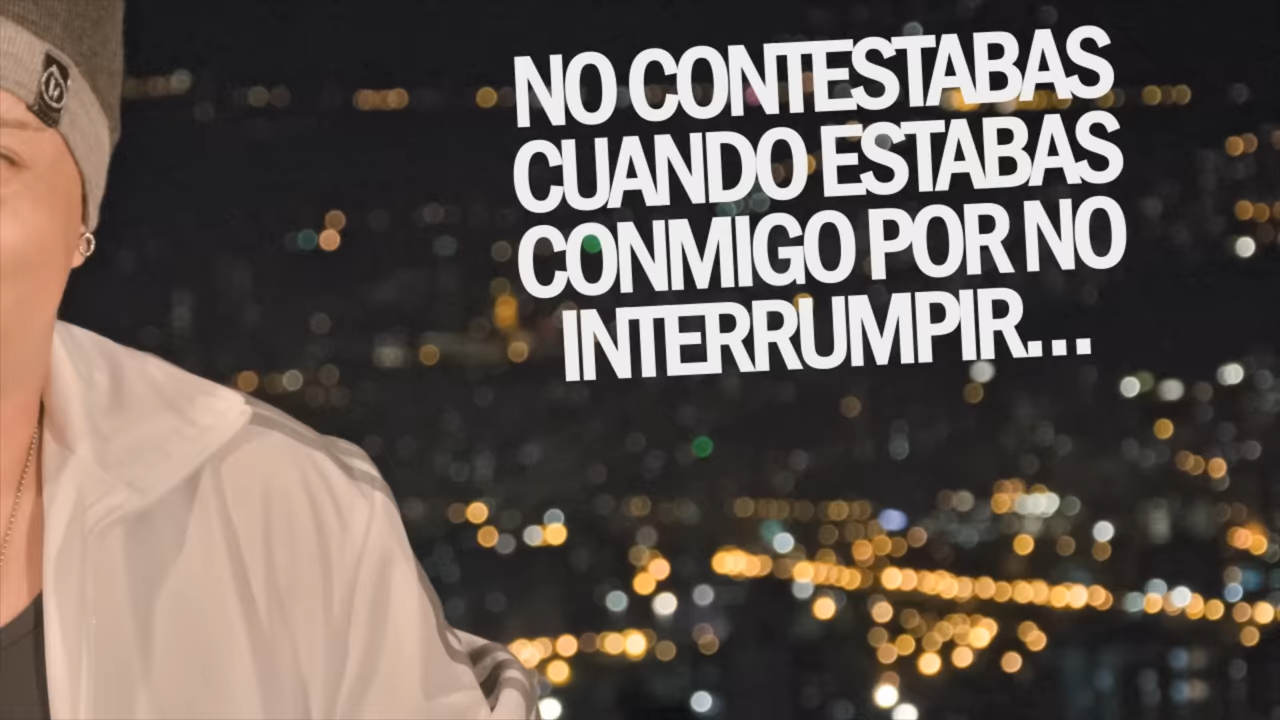 NO CONTESTABAS
CUANDO ESTABAS
CONMIGO POR NO
INTERRUMPIR...